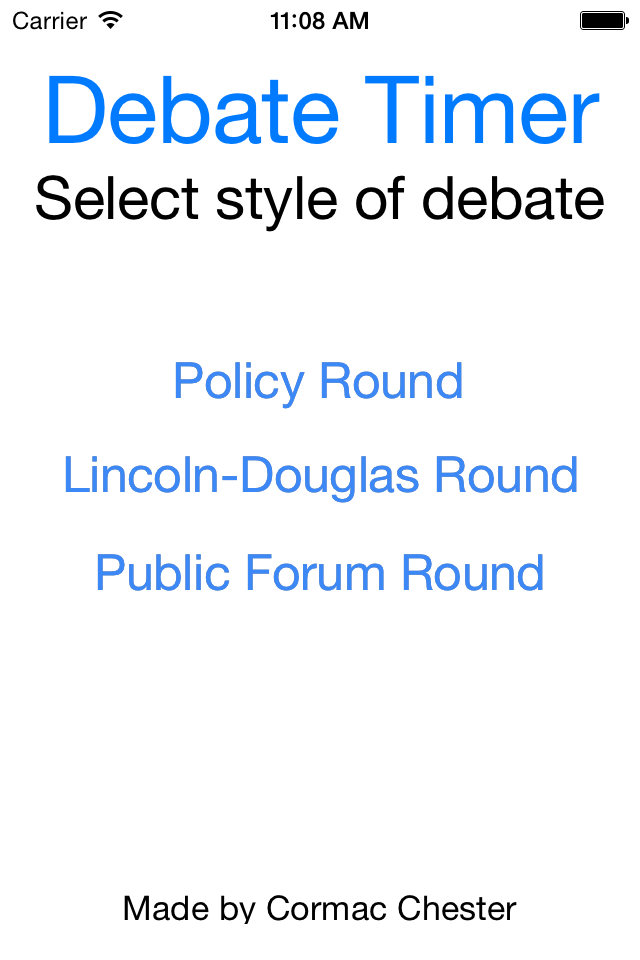 Carrier 11:08 AM
Debate Timer
Select style of debate
Policy Round
Lincoln-Douglas Round
Public Forum Round
Made by Cormac Chester